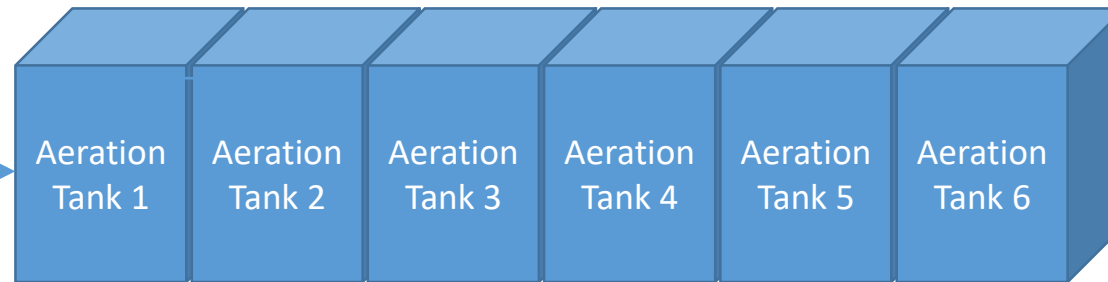 Aeration
Tank 1
Aeration
Tank 2
Aeration
Tank 3
Aeration
Tank 4
Aeration
Tank 5
Aeration
Tank 6